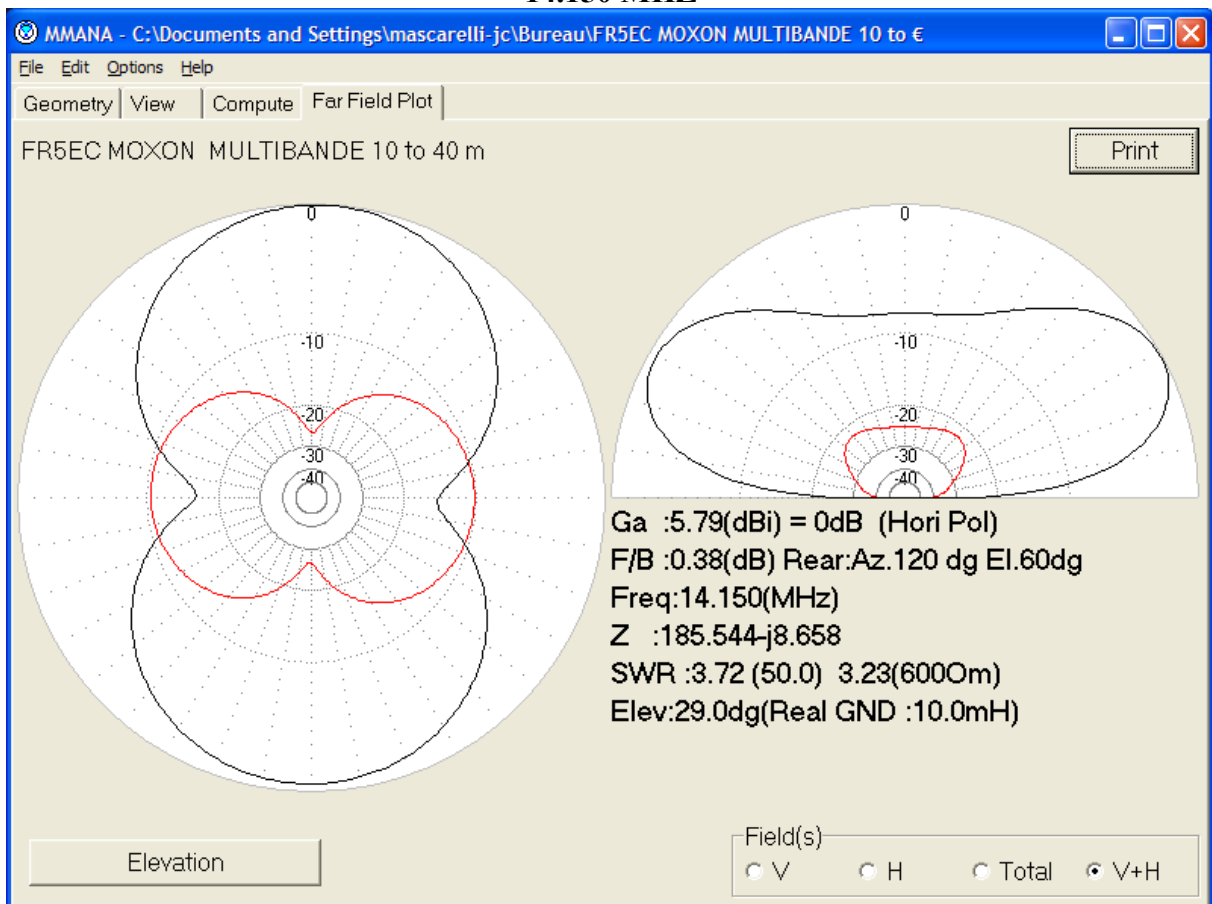 14.150 MHZ
MMANA - C:\Documents and Settings\mascarelli-jc\Bureau\FR5EC MOXON MULTIBANDE 10 to €
File Edit Options Help
Geometry View Compute Far Field Plot
FR5EC MOXON MULTIBANDE 10 to 40 m
Print
0
-10
-20
-30
-40
0
-10
-20
-30
-40
Ga :5.79(dBi) = 0dB (Hori Pol)
F/B :0.38(dB) Rear:Az.120 dg El.60dg
Freq:14.150(MHz)
Z :185.544-j8.658
SWR :3.72 (50.0) 3.23(600Om)
Elev:29.0dg(Real GND :10.0mH)
Elevation
Field(s)
V H Total V+H